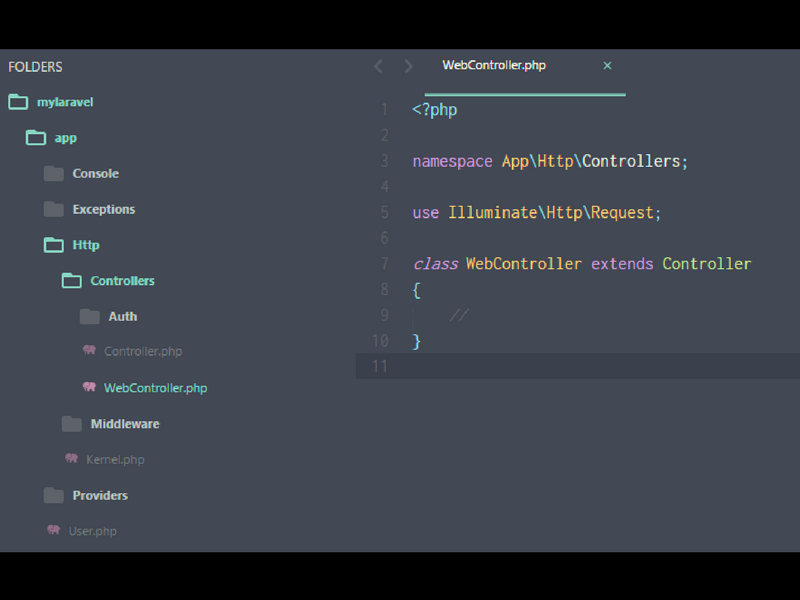 FOLDERS
mylaravel
app
Console
Exceptions
Http
Controllers
Auth
Controller.php
WebController.php
Middleware
Kernel.php
Providers
User.php
WebController.php ×
1 <?php
2
3 namespace App\Http\Controllers;
4
5 use Illuminate\Http\Request;
6
7 class WebController extends Controller
8 {
9 //
10 }
11